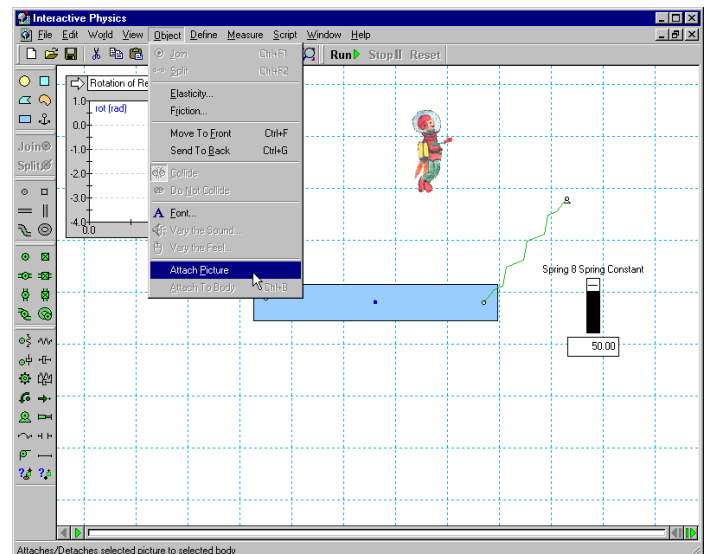 Interactive Physics
File Edit World View Object Define Measure Script Window Help
Run Stop Reset
Join
Split
Rotation of Re
rot (rad)
1.0
0.0
-1.0
-2.0
-3.0
-4.0
0.0
Join Ctrl+F1
Split Ctrl+F2
Elasticity...
Friction...
Move To Front Ctrl+F
Send To Back Ctrl+G
Collide
Do Not Collide
Font...
Vary the Sound...
Vary the Feel...
Attach Picture
Attach To Body Ctrl+B
Spring 8 Spring Constant
50.00
Attaches/Detaches selected picture to selected body